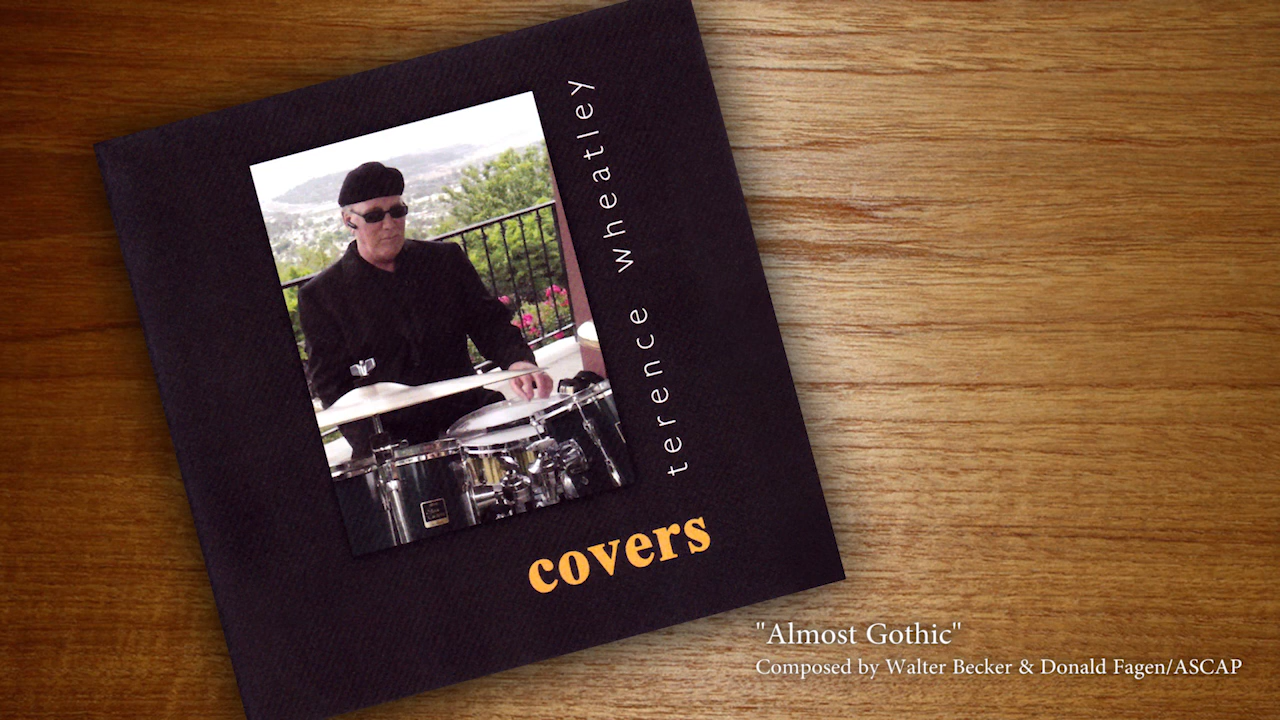 terence wheatley
covers
"Almost Gothic"
Composed by Walter Becker & Donald Fagen/ASCAP